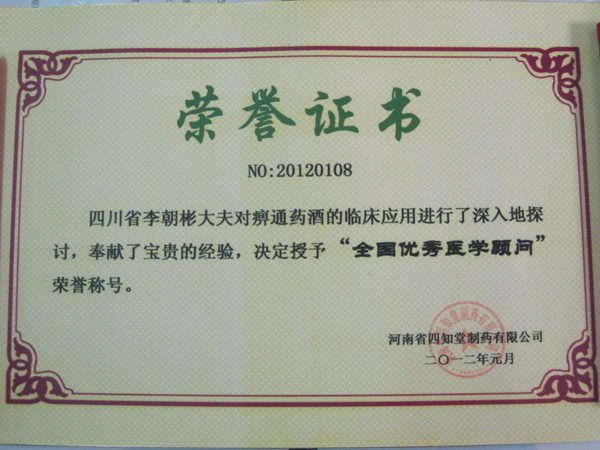 荣誉证书
NO:20120108
四川省李朝彬大夫对痹通药酒的临床应用进行了深入地探
讨，奉献了宝贵的经验，决定授予“全国优秀医学顾问”
荣誉称号。
河南省四知堂制药有限公司
二〇一二年元月